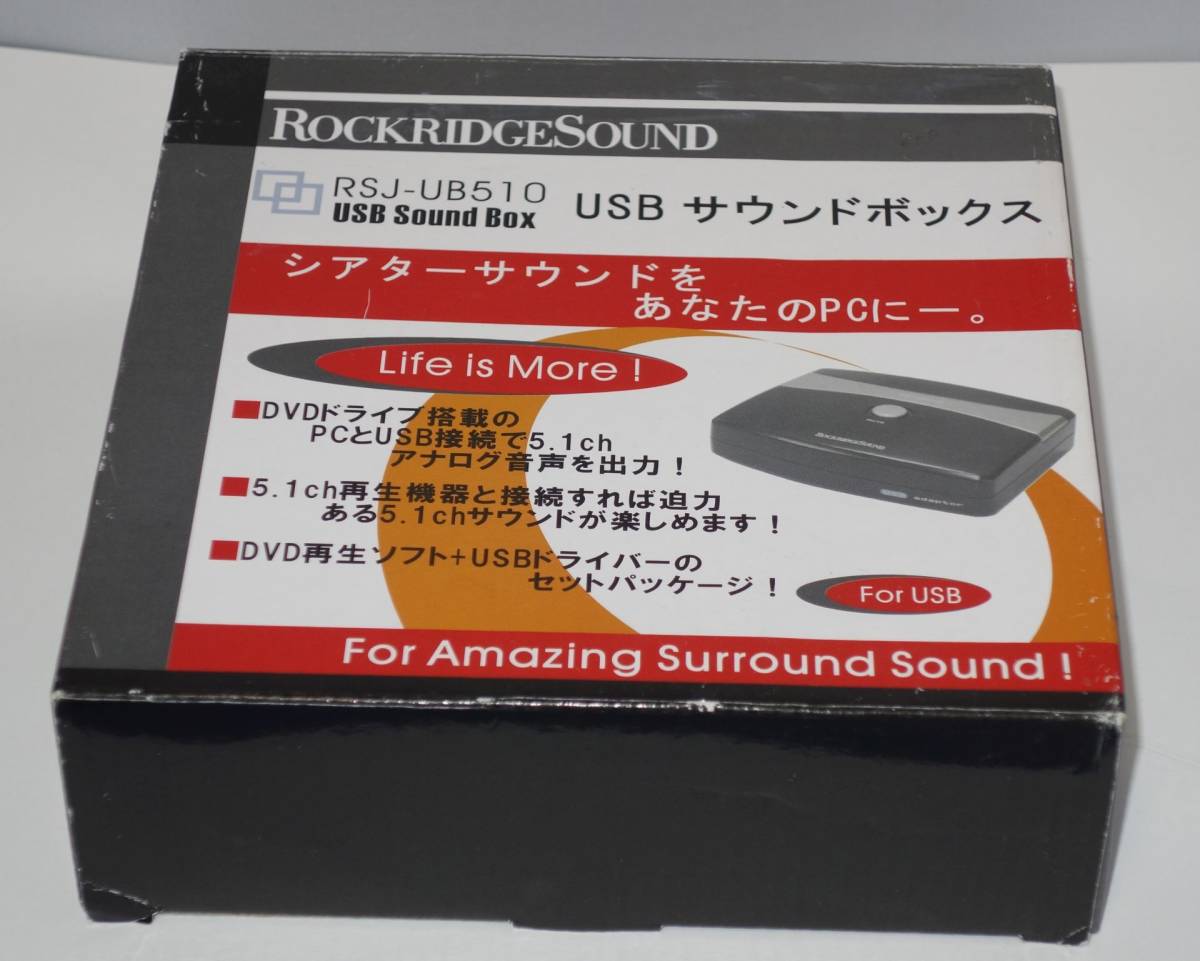 ROCKRIDGESOUND
RSJ-UB510
USB Sound Box
USB サウンドボックス
シアターサウンドを
あなたのPCにー。
Life is More !
■DVDドライブ搭載の
PCとUSB接続で5.1ch
アナログ音声を出力！
■5.1ch再生機器と接続すれば迫力
ある5.1chサウンドが楽しめます！
■DVD再生ソフト+USBドライバーの
セットパッケージ！
ROCKRIDGESOUND
adaptor
For USB
For Amazing Surround Sound !